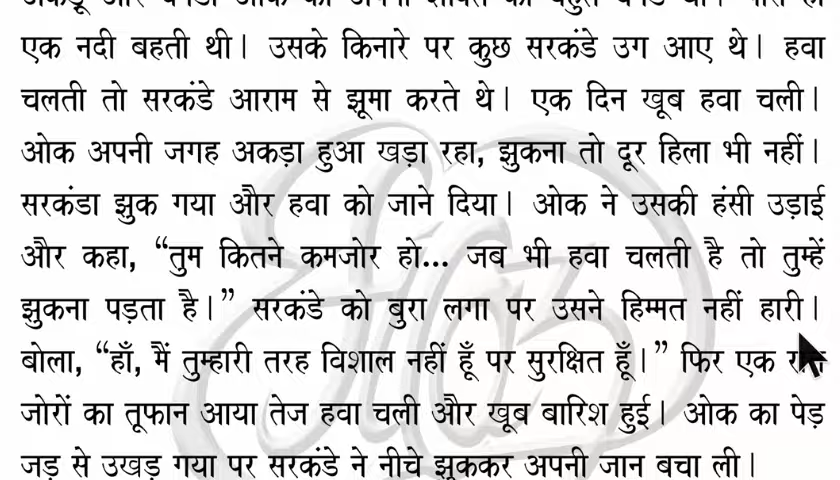 एक नदी बहती थी। उसके किनारे पर कुछ सरकंडे उग आए थे। हवा
चलती तो सरकंडे आराम से झूमा करते थे। एक दिन खूब हवा चली।
ओक अपनी जगह अकड़ा हुआ खड़ा रहा, झुकना तो दूर हिला भी नहीं।
सरकंडा झुक गया और हवा को जाने दिया। ओक ने उसकी हंसी उड़ाई
और कहा, “तुम कितने कमजोर हो... जब भी हवा चलती है तो तुम्हें
झुकना पड़ता है।” सरकंडे को बुरा लगा पर उसने हिम्मत नहीं हारी।
बोला, “हाँ, मैं तुम्हारी तरह विशाल नहीं हूँ पर सुरक्षित हूँ।” फिर एक
जोरों का तूफान आया तेज हवा चली और खूब बारिश हुई। ओक का पेड़
जड़ से उखड़ गया पर सरकंडे ने नीचे झुककर अपनी जान बचा ली।